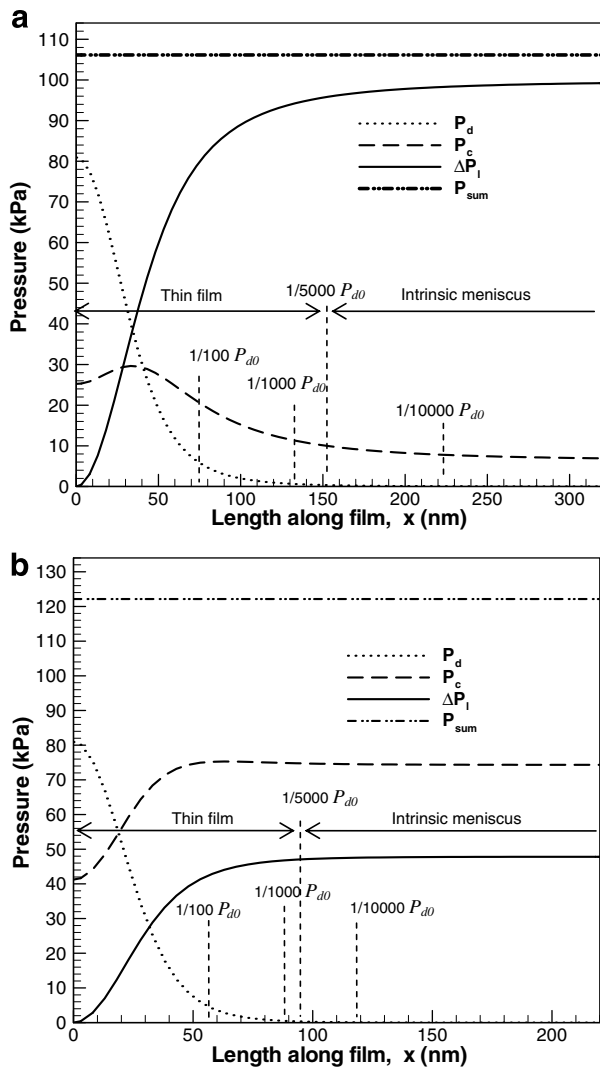 a
110
100
90
80
70
60
50
40
30
20
10
0
Pressure (kPa)
P_d
P_c
ΔP_l
P_sum
Thin film
1/5000 P_d0
Intrinsic meniscus
1/100 P_d0
1/1000 P_d0
1/10000 P_d0
0 50 100 150 200 250 300
Length along film, x (nm)
b
130
120
110
100
90
80
70
60
50
40
30
20
10
0
Pressure (kPa)
P_d
P_c
ΔP_l
P_sum
1/5000 P_d0
Thin film
Intrinsic meniscus
1/100 P_d0
1/1000 P_d0
1/10000 P_d0
0 50 100 150 200
Length along film, x (nm)